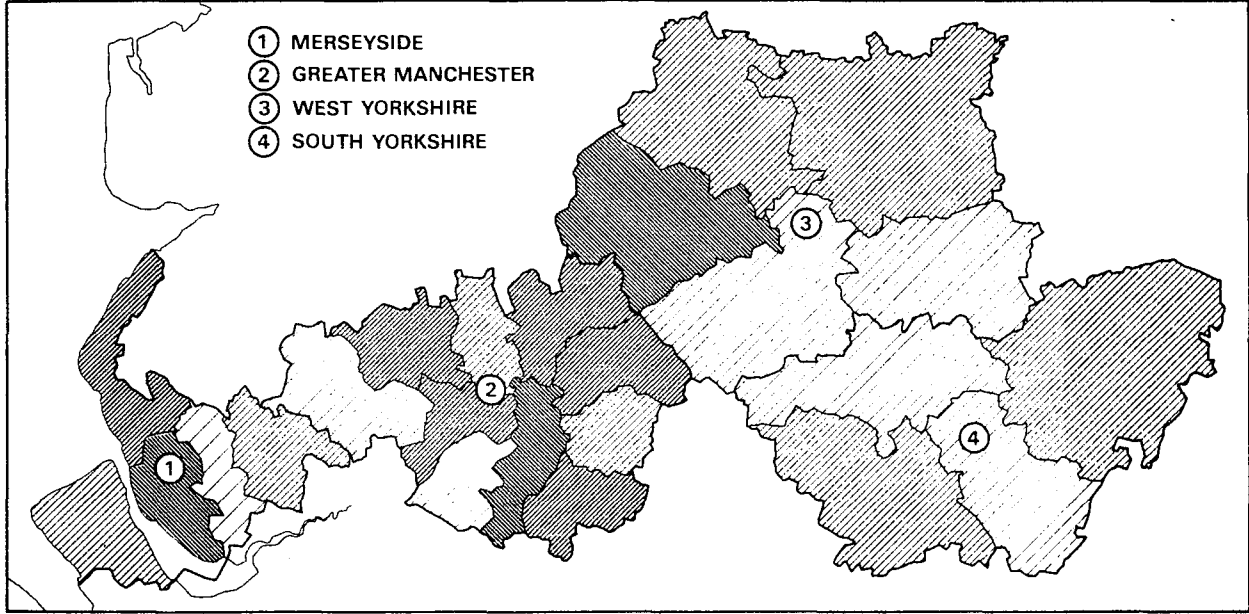 1 MERSEYSIDE
2 GREATER MANCHESTER
3 WEST YORKSHIRE
4 SOUTH YORKSHIRE
3
2
4
1